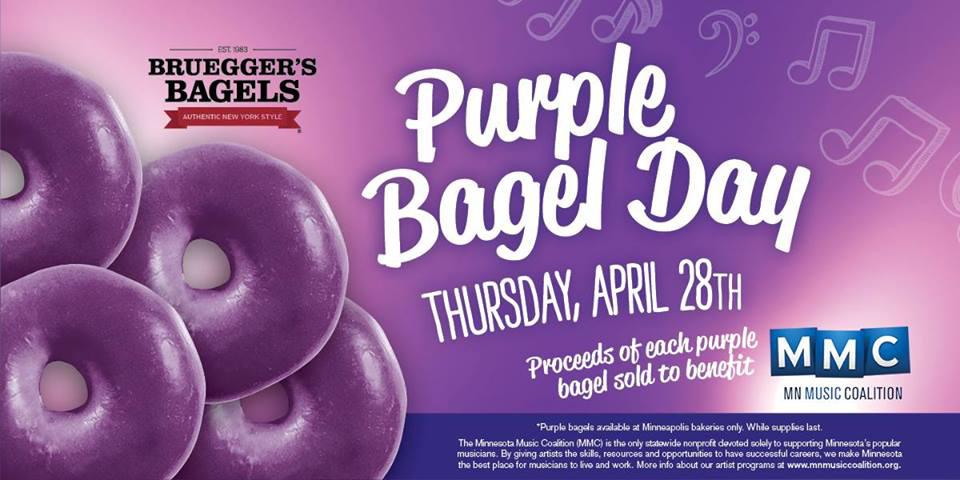 EST. 1983
BRUEGGER'S
BAGELS
AUTHENTIC NEW YORK STYLE
Purple
Bagel Day
THURSDAY, APRIL 28TH
Proceeds of each purple
bagel sold to benefit
MMC
MN MUSIC COALITION
*Purple bagels available at Minneapolis bakeries only. While supplies last.
The Minnesota Music Coalition (MMC) is the only statewide nonprofit devoted solely to supporting Minnesota's popular
musicians. By giving artists the skills, resources and opportunities to have successful careers, we make Minnesota
the best place for musicians to live and work. More info about our artist programs at www.mnmusiccoalition.org.